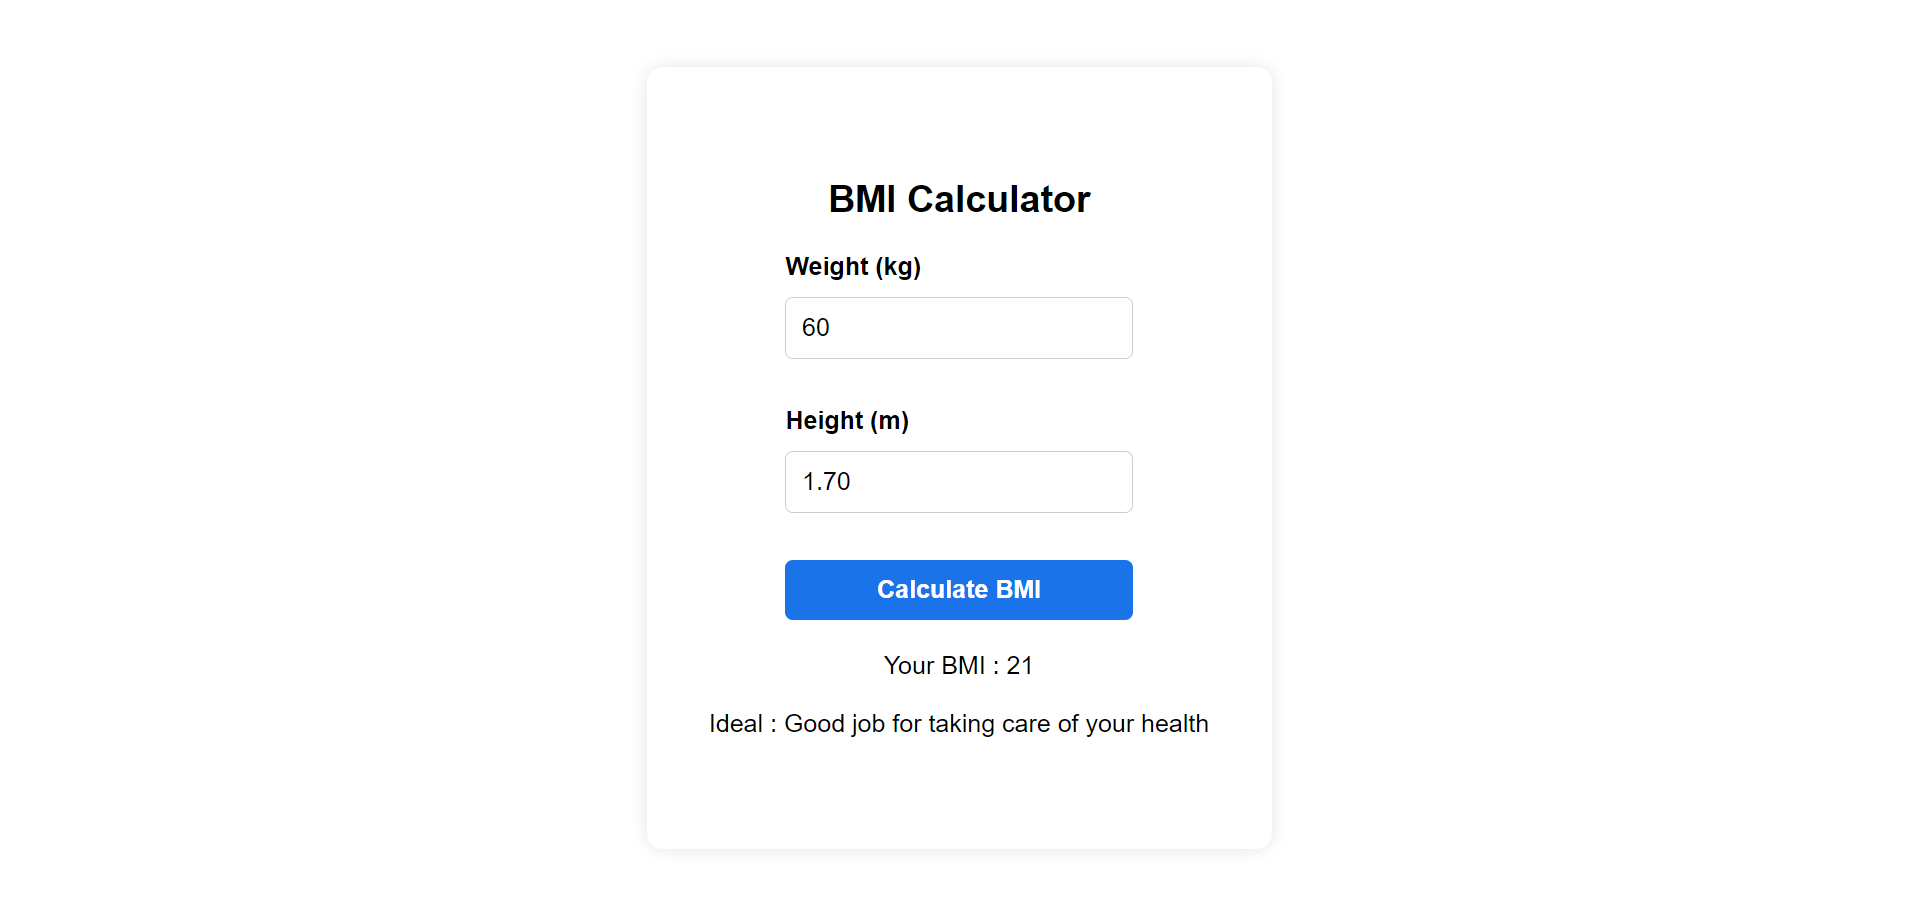 BMI Calculator
Weight (kg)
60
Height (m)
1.70
Calculate BMI
Your BMI : 21
Ideal : Good job for taking care of your health